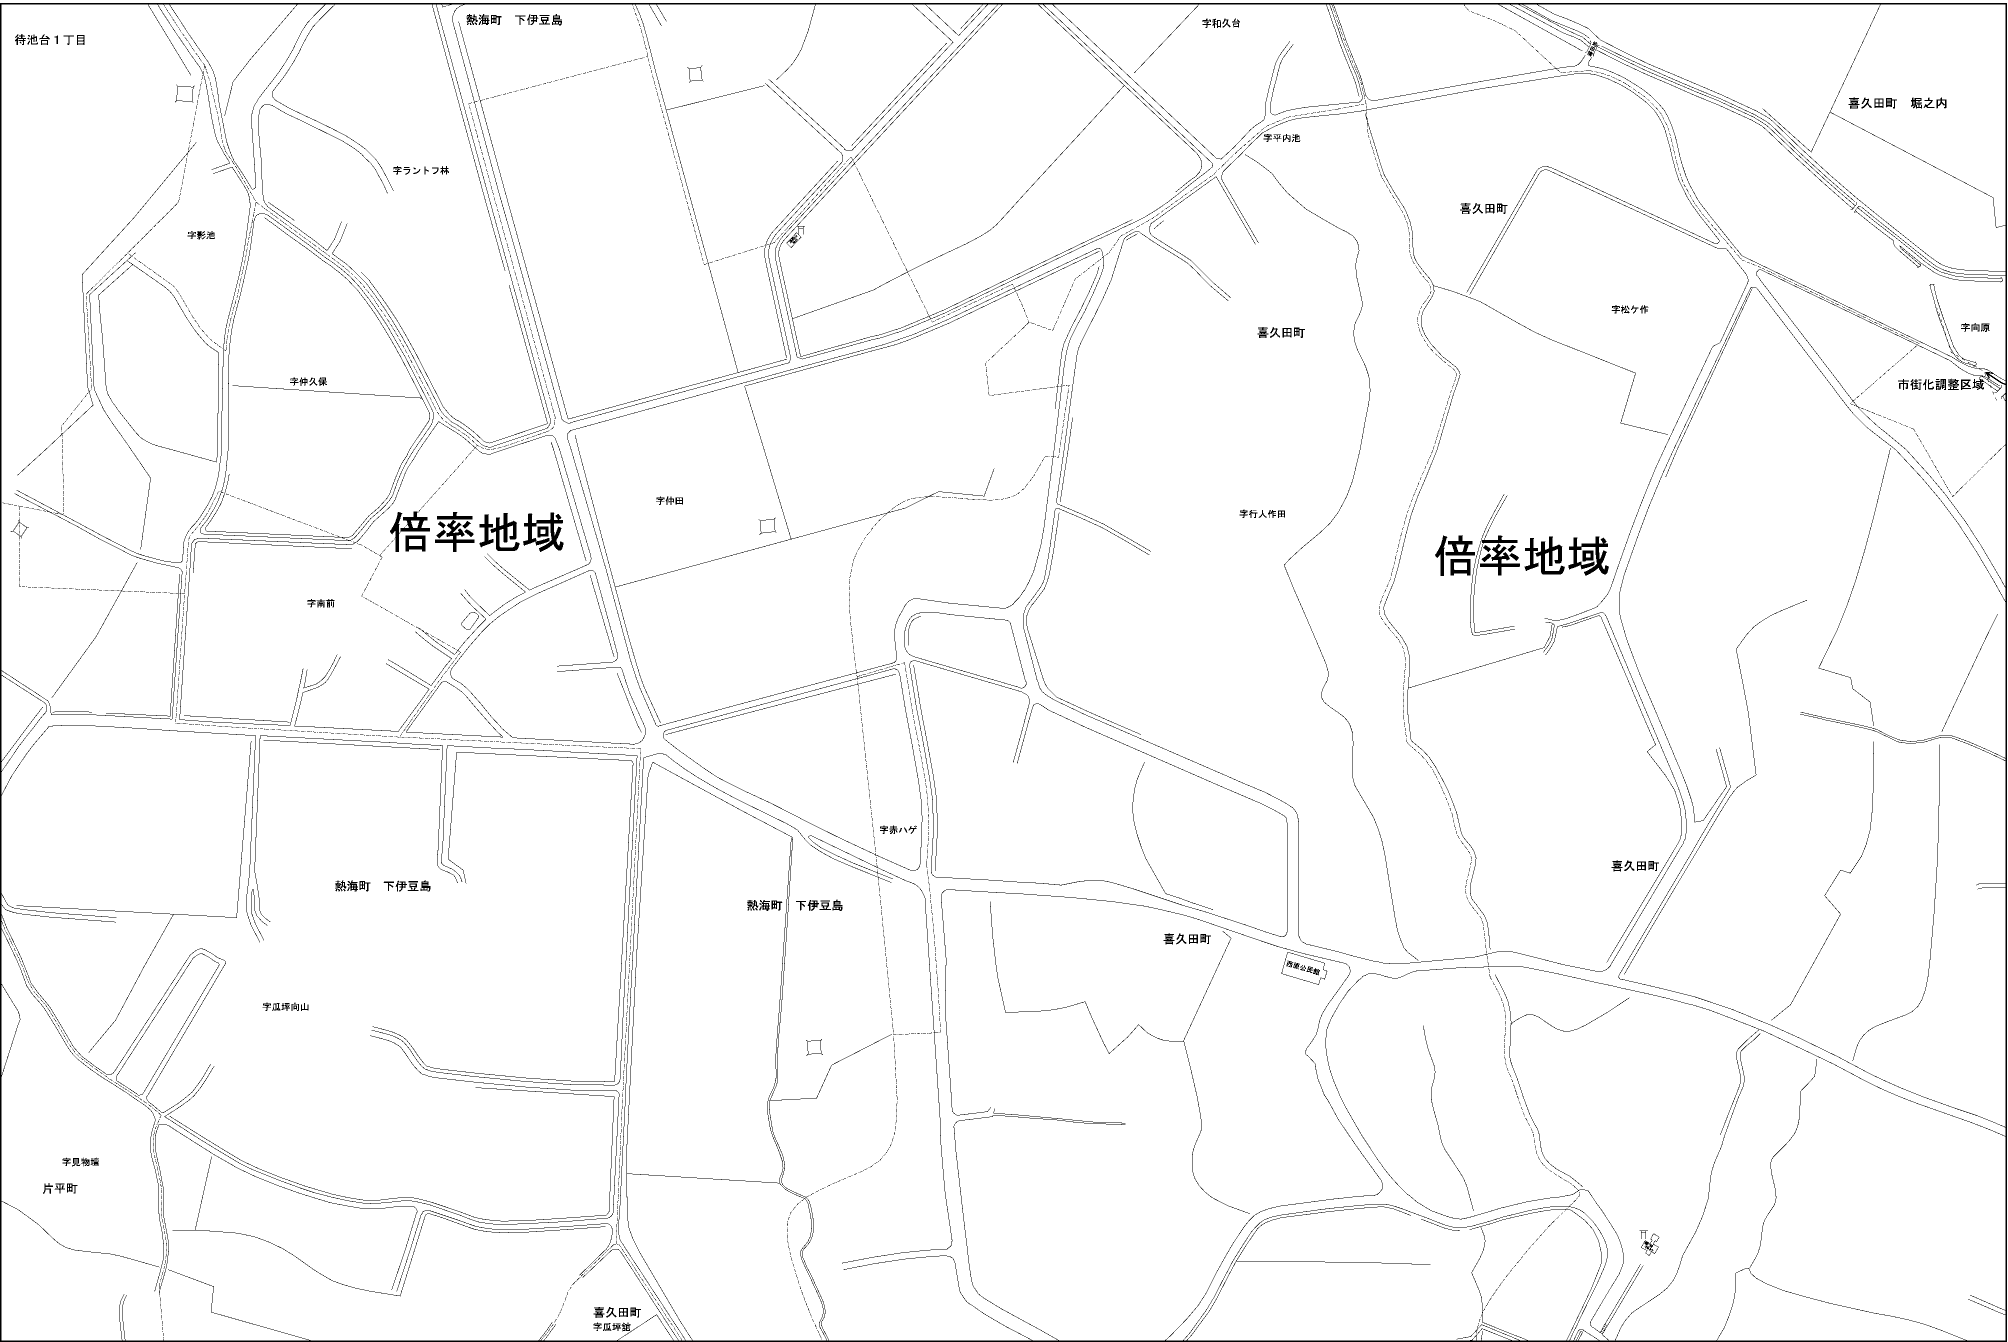 待池台1丁目
熱海町　下伊豆島
字和久台
喜久田町　堀之内
字平内池
字ラントフ林
喜久田町
字影池
字松ケ作
字向原
喜久田町
字仲久保
市街化調整区域
字仲田
字行人作田
倍率地域
倍率地域
字南前
字赤ハゲ
喜久田町
熱海町　下伊豆島
熱海町　下伊豆島
喜久田町
西原公民館
字瓜坪向山
字見物壇
片平町
喜久田町
字瓜坪舘